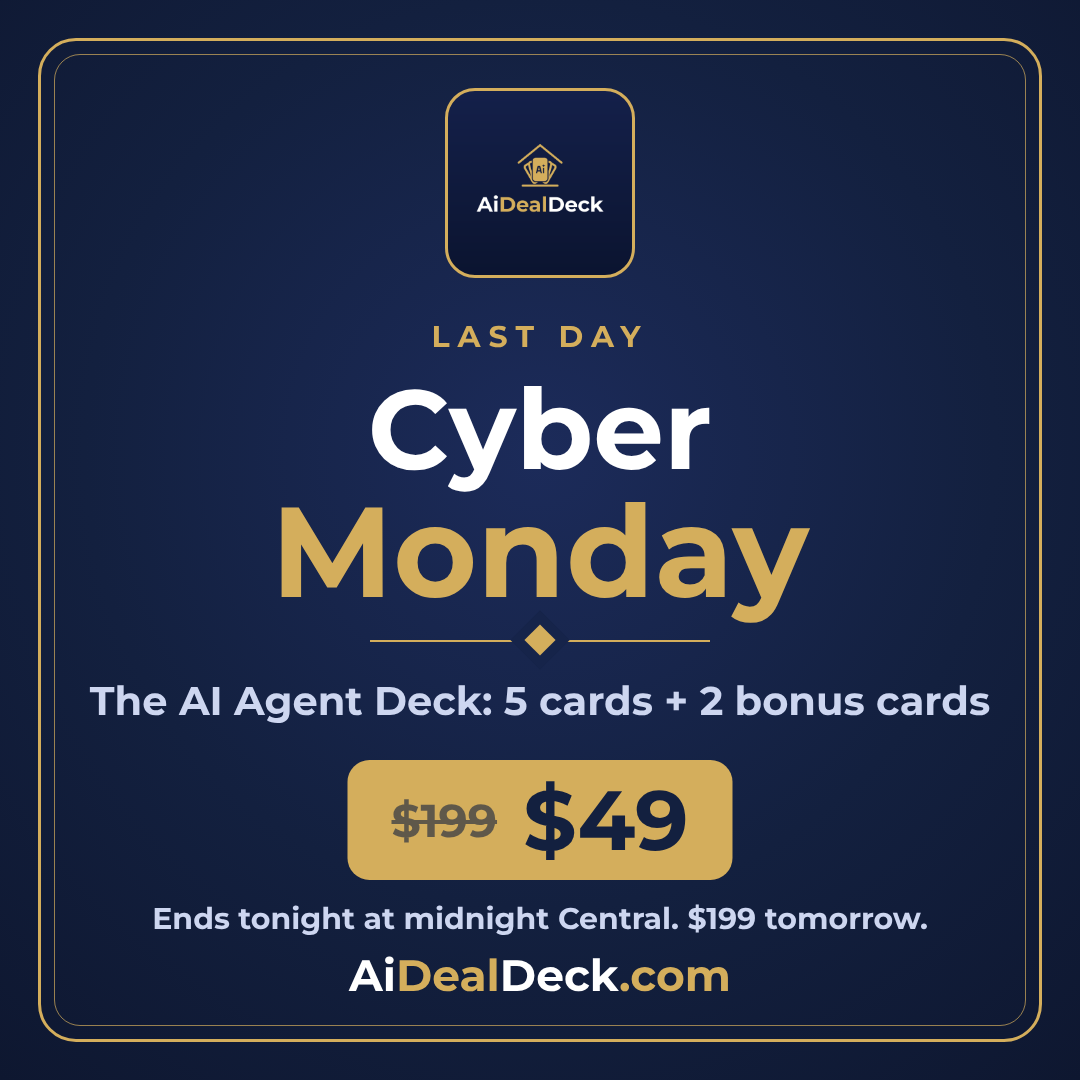 Ai
AiDealDeck
LAST DAY
Cyber
Monday
The AI Agent Deck: 5 cards + 2 bonus cards
$199 $49
Ends tonight at midnight Central. $199 tomorrow.
AiDealDeck.com